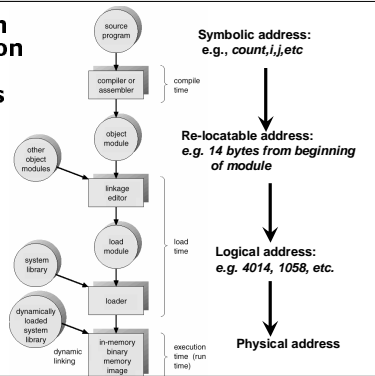 n
on
s
source
program
compiler or
assembler
compile
time
object
module
other
object
modules
linkage
editor
load
module
load
time
system
library
loader
dynamically
loaded
system
library
dynamic
linking
in-memory
binary
memory
image
execution
time (run
time)
Symbolic address:
e.g., count,i,j,etc
Re-locatable address:
e.g. 14 bytes from beginning
of module
Logical address:
e.g. 4014, 1058, etc.
Physical address